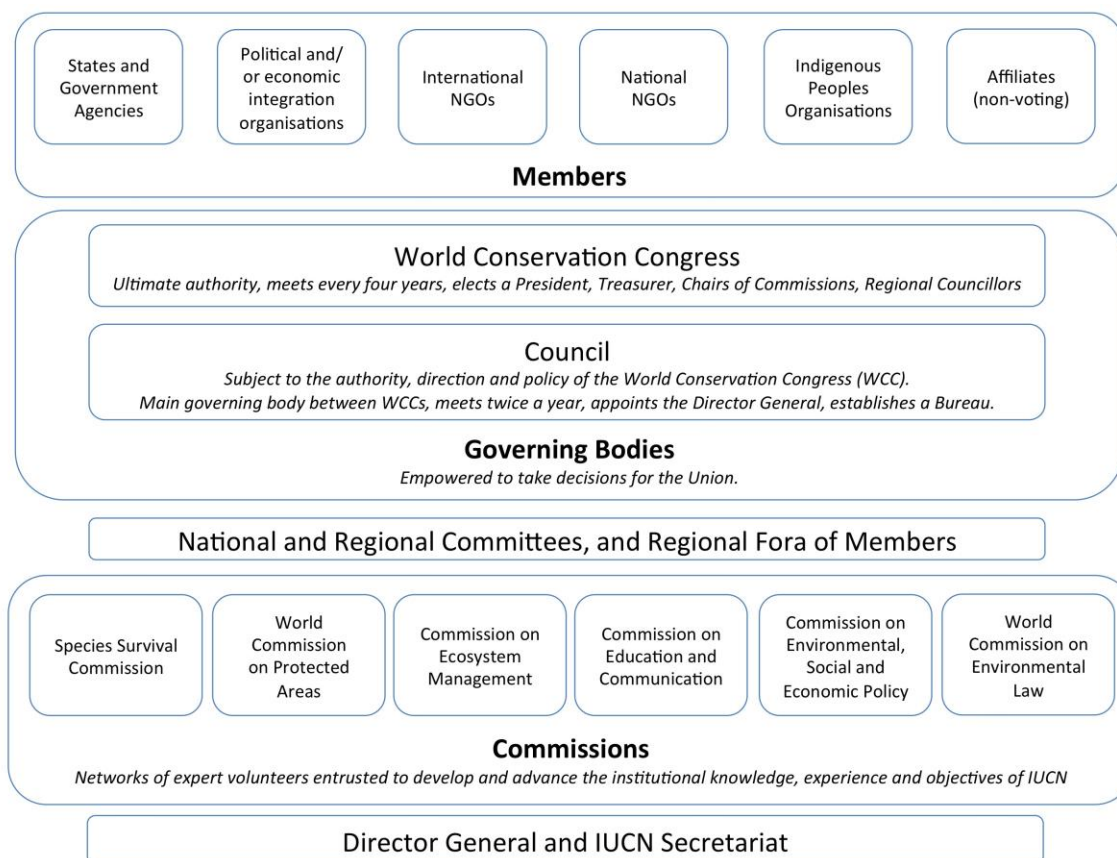 States and
Government
Agencies
Political and/
or economic
integration
organisations
International
NGOs
National
NGOs
Indigenous
Peoples
Organisations
Affiliates
(non-voting)
Members
World Conservation Congress
Ultimate authority, meets every four years, elects a President, Treasurer, Chairs of Commissions, Regional Councillors
Council
Subject to the authority, direction and policy of the World Conservation Congress (WCC).
Main governing body between WCCs, meets twice a year, appoints the Director General, establishes a Bureau.
Governing Bodies
Empowered to take decisions for the Union.
National and Regional Committees, and Regional Fora of Members
Species Survival
Commission
World
Commission
on Protected
Areas
Commission on
Ecosystem
Management
Commission on
Education and
Communication
Commission on
Environmental,
Social and
Economic Policy
World
Commission on
Environmental
Law
Commissions
Networks of expert volunteers entrusted to develop and advance the institutional knowledge, experience and objectives of IUCN
Director General and IUCN Secretariat